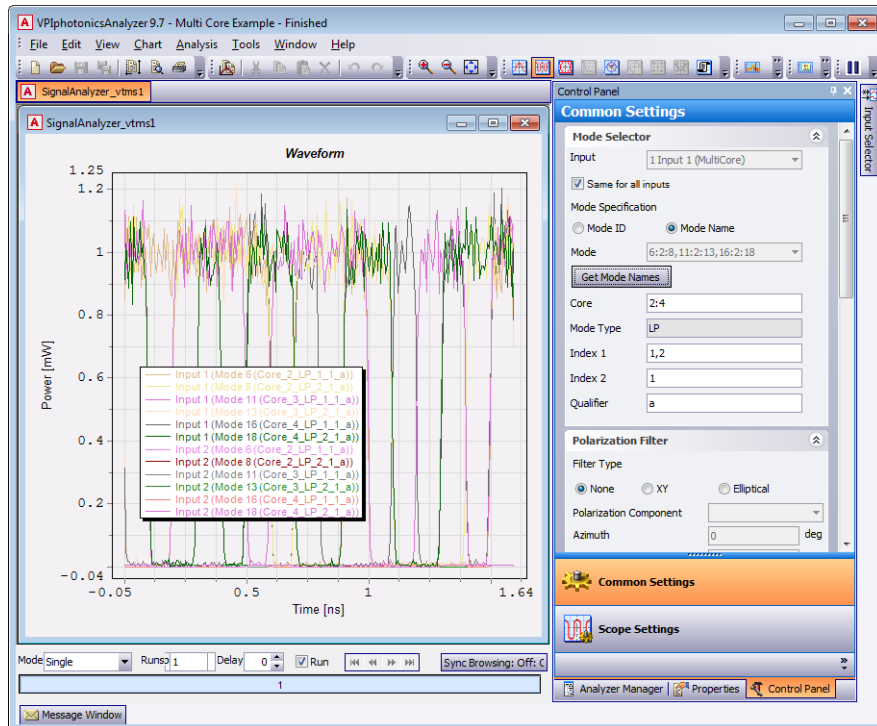 VPIphotonicsAnalyzer 9.7 - Multi Core Example - Finished
File Edit View Chart Analysis Tools Window Help
SignalAnalyzer_vtms1
SignalAnalyzer_vtms1
Waveform
1.25
1.2
1
0.8
0.6
0.4
0.2
-0.04
Power [mW]
-0.05 0.5 1 1.64
Time [ns]
Input 1 (Mode 6 (Core_2_LP_1_1_a))
Input 1 (Mode 8 (Core_2_LP_2_1_a))
Input 1 (Mode 11 (Core_3_LP_1_1_a))
Input 1 (Mode 13 (Core_3_LP_2_1_a))
Input 1 (Mode 16 (Core_4_LP_1_1_a))
Input 1 (Mode 18 (Core_4_LP_2_1_a))
Input 2 (Mode 6 (Core_2_LP_1_1_a))
Input 2 (Mode 8 (Core_2_LP_2_1_a))
Input 2 (Mode 11 (Core_3_LP_1_1_a))
Input 2 (Mode 13 (Core_3_LP_2_1_a))
Input 2 (Mode 16 (Core_4_LP_1_1_a))
Input 2 (Mode 18 (Core_4_LP_2_1_a))
Mode Single Runs 1 Delay 0 Run Sync Browsing: Off:
1
Message Window
Control Panel
Common Settings
Mode Selector
Input 1 Input 1 (MultiCore)
Same for all inputs
Mode Specification
Mode ID Mode Name
Mode 6:2:8,11:2:13,16:2:18
Get Mode Names
Core 2:4
Mode Type LP
Index 1 1,2
Index 2 1
Qualifier a
Polarization Filter
Filter Type
None XY Elliptical
Polarization Component
Azimuth 0 deg
Common Settings
Scope Settings
Analyzer Manager Properties Control Panel
Input Selector